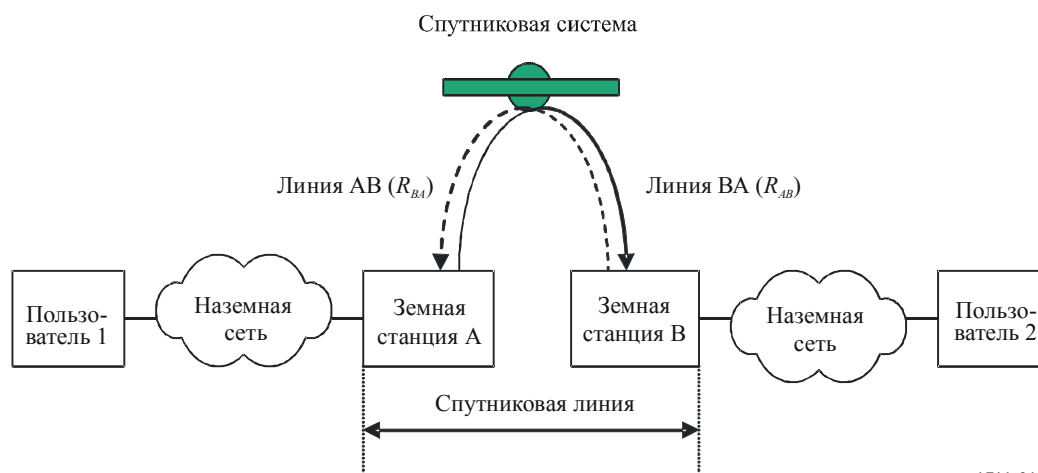 Спутниковая система
Линия AB (R_BA)
Линия BA (R_AB)
Пользо-
ватель 1
Наземная
сеть
Земная
станция A
Земная
станция B
Наземная
сеть
Пользо-
ватель 2
Спутниковая линия